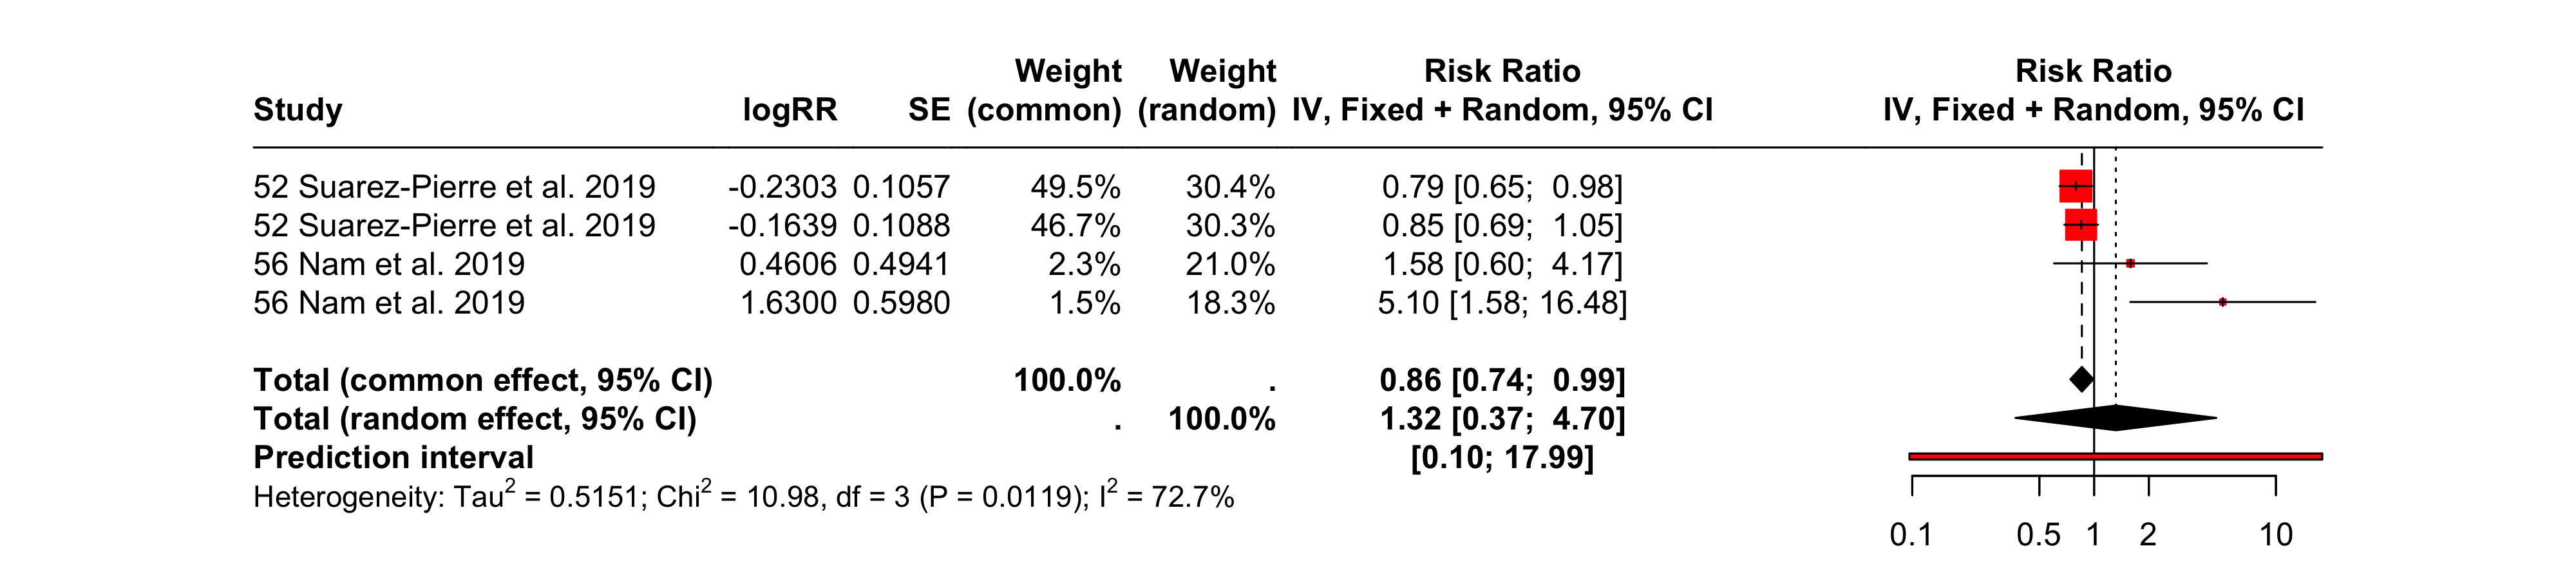 Weight Weight Risk Ratio Risk Ratio
Study logRR SE (common) (random) IV, Fixed + Random, 95% CI IV, Fixed + Random, 95% CI
52 Suarez-Pierre et al. 2019 -0.2303 0.1057 49.5% 30.4% 0.79 [0.65; 0.98]
52 Suarez-Pierre et al. 2019 -0.1639 0.1088 46.7% 30.3% 0.85 [0.69; 1.05]
56 Nam et al. 2019 0.4606 0.4941 2.3% 21.0% 1.58 [0.60; 4.17]
56 Nam et al. 2019 1.6300 0.5980 1.5% 18.3% 5.10 [1.58; 16.48]
Total (common effect, 95% CI) 100.0% . 0.86 [0.74; 0.99]
Total (random effect, 95% CI) . 100.0% 1.32 [0.37; 4.70]
Prediction interval [0.10; 17.99]
Heterogeneity: Tau² = 0.5151; Chi² = 10.98, df = 3 (P = 0.0119); I² = 72.7%
0.1 0.5 1 2 10